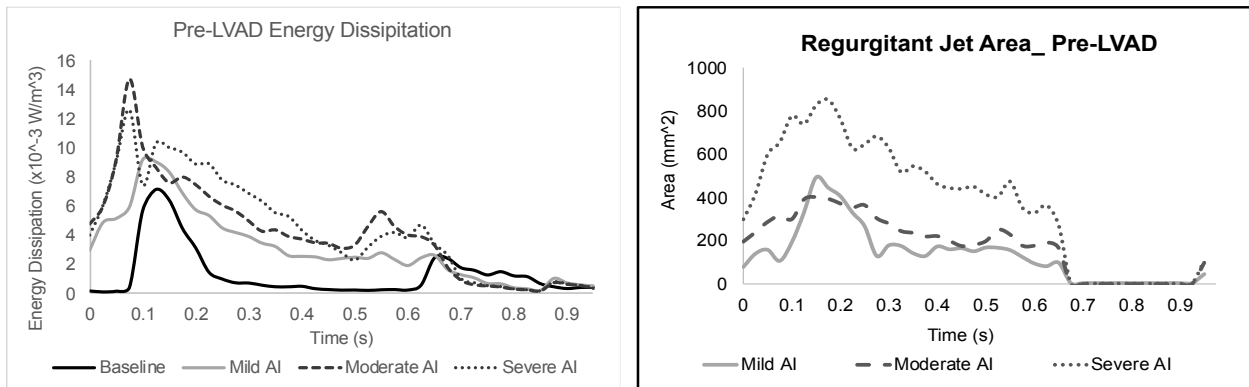 Pre-LVAD Energy Dissipitation
Energy Dissipation (x10^-3 W/m^3)
16
14
12
10
8
6
4
2
0
0 0.1 0.2 0.3 0.4 0.5 0.6 0.7 0.8 0.9
Time (s)
Baseline Mild AI Moderate AI Severe AI
Regurgitant Jet Area_ Pre-LVAD
Area (mm^2)
1000
800
600
400
200
0
0 0.1 0.2 0.3 0.4 0.5 0.6 0.7 0.8 0.9 1
Time (s)
Mild AI Moderate AI Severe AI